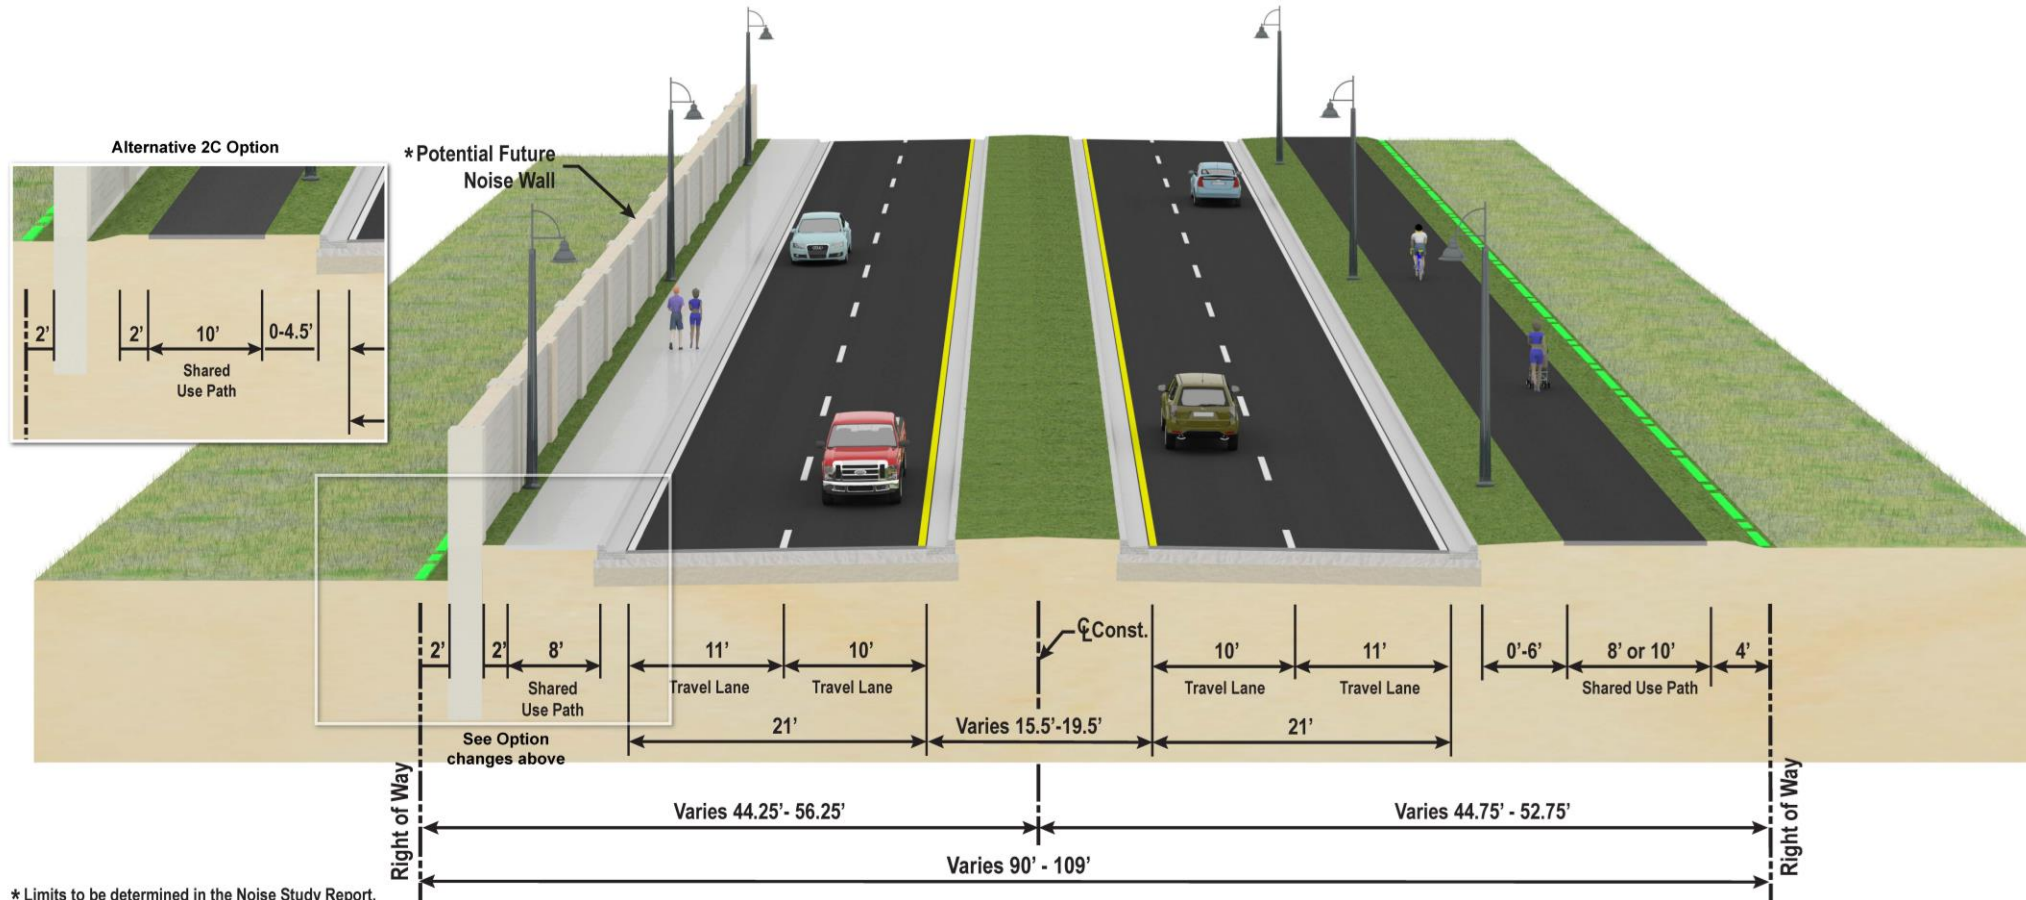 Alternative 2C Option
2’
2’
10’
0-4.5’
Shared
Use Path
* Potential Future
Noise Wall
℄ Const.
2’
2’
8’
11’
10’
10’
11’
0’-6’
8’ or 10’
4’
Shared
Use Path
Travel Lane
Travel Lane
Travel Lane
Travel Lane
Shared Use Path
21’
Varies 15.5’-19.5’
21’
See Option
changes above
Right of Way
Varies 44.25’- 56.25’
Varies 44.75’ - 52.75’
Right of Way
Varies 90’ - 109’
* Limits to be determined in the Noise Study Report.